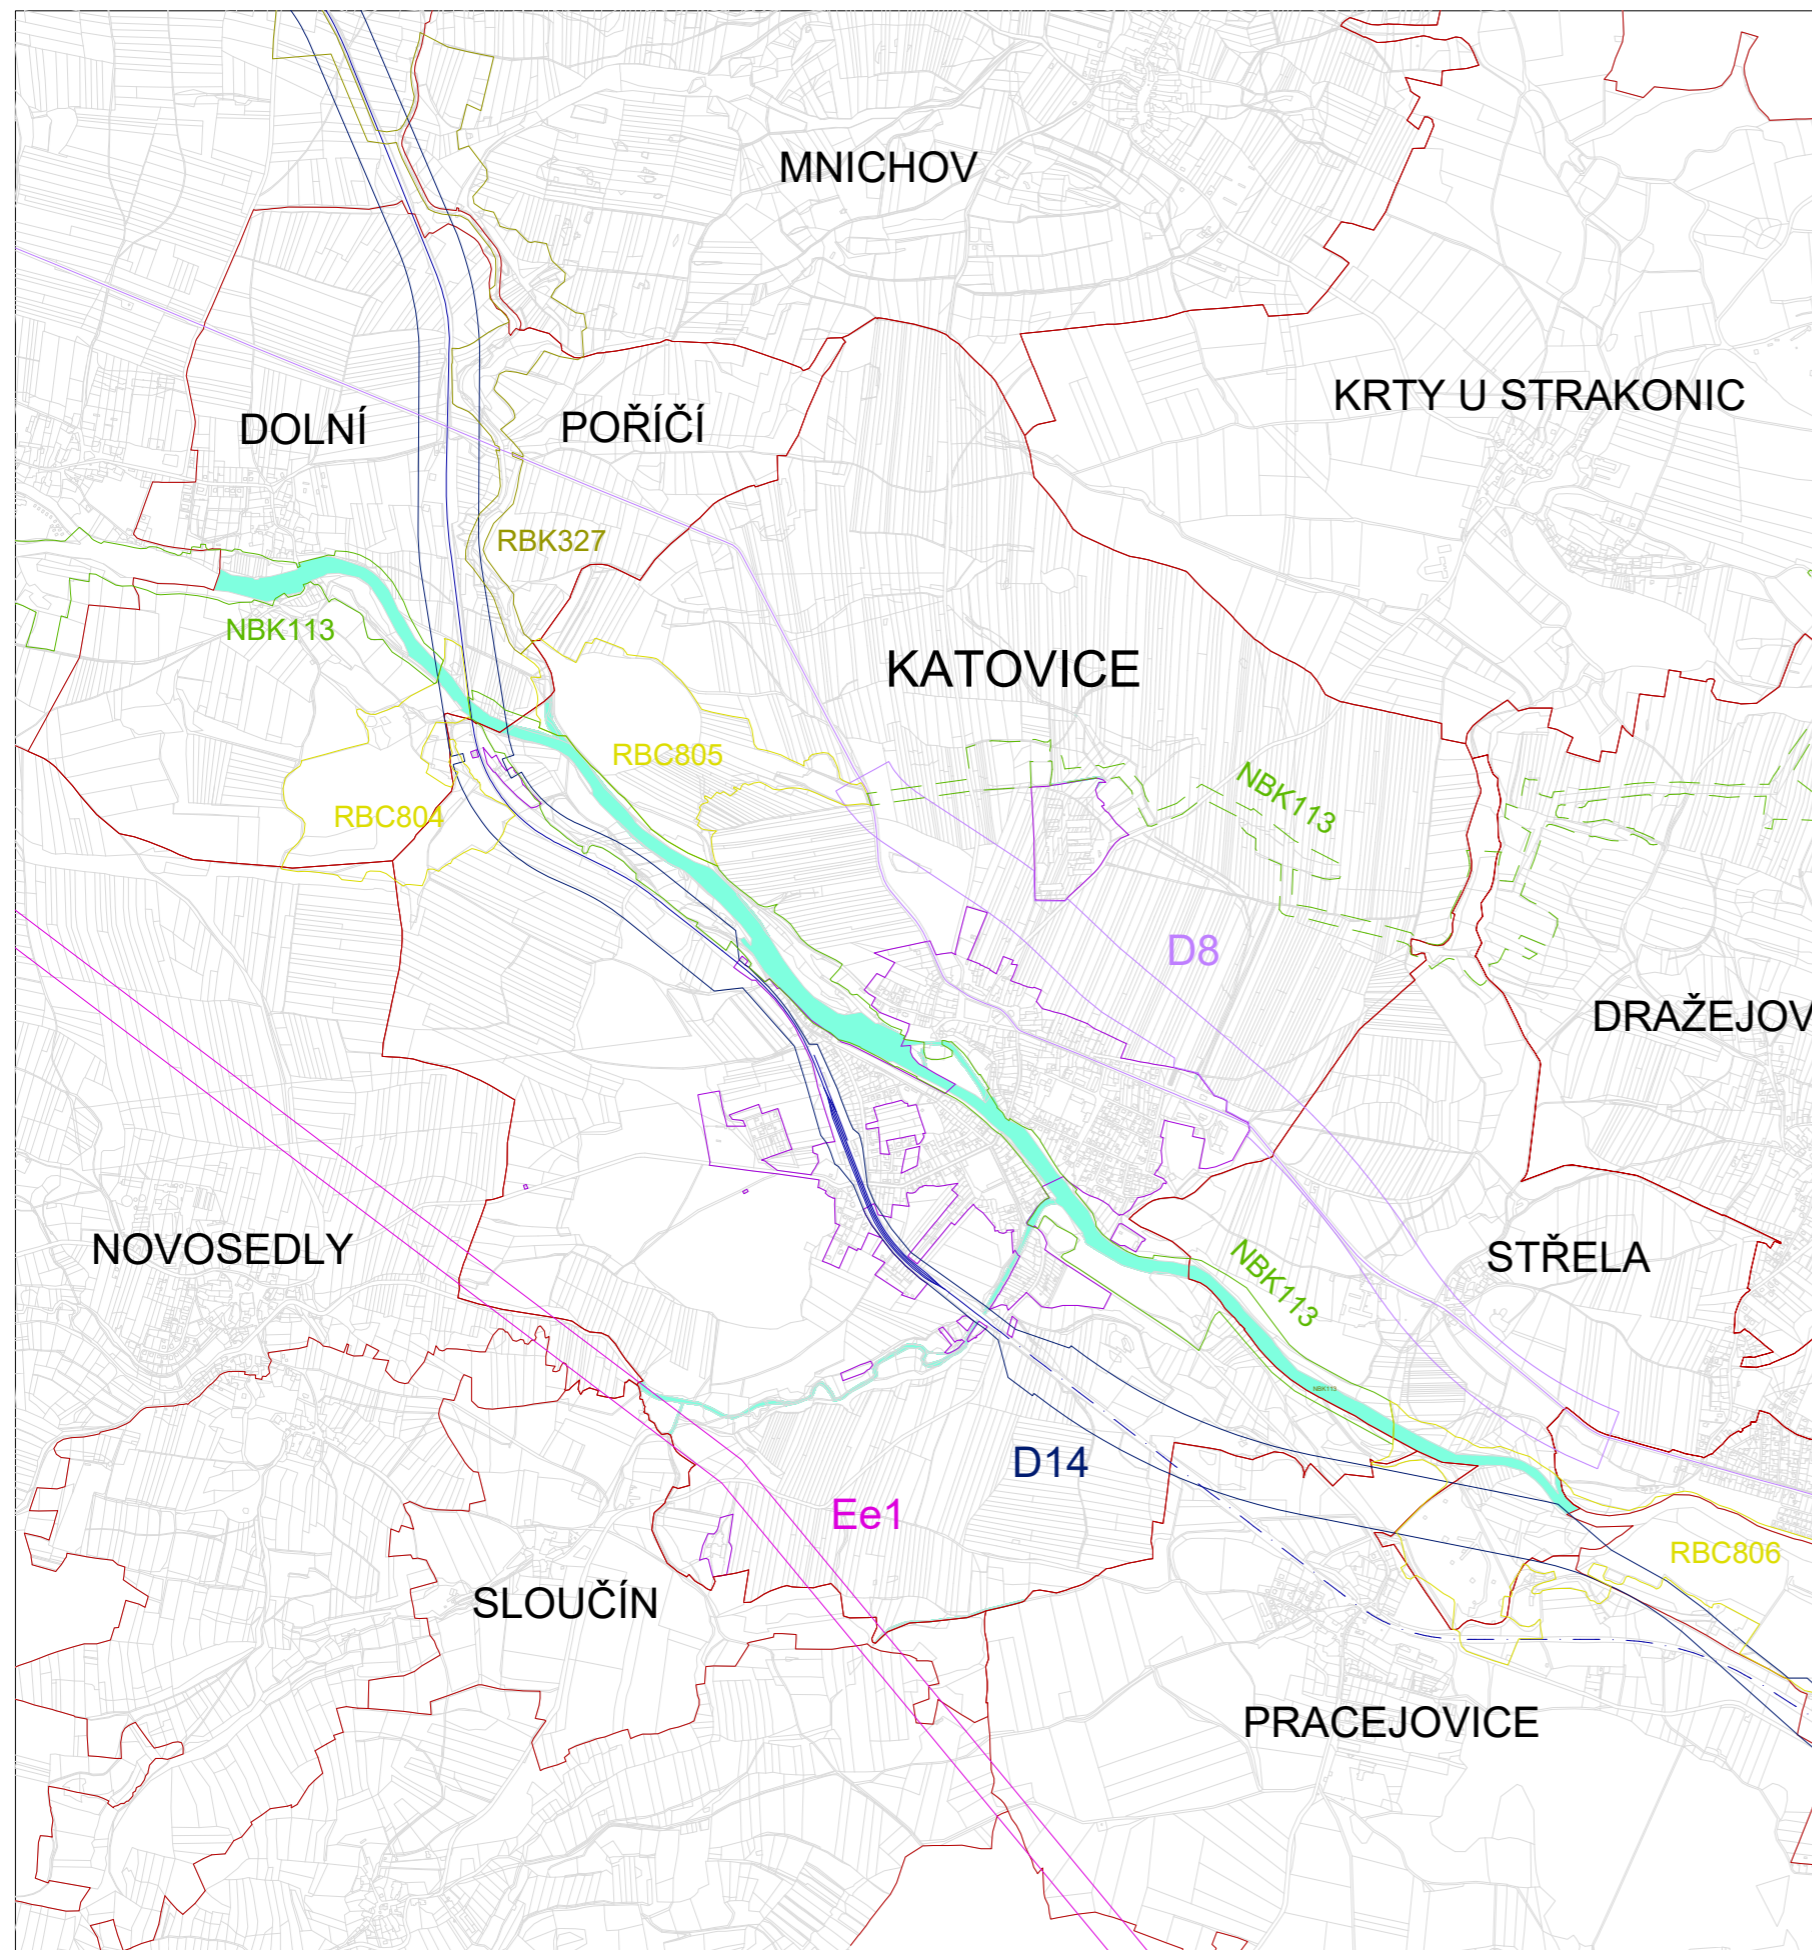 MNICHOV
KRTY U STRAKONIC
DOLNÍ POŘÍČÍ
RBK327
NBK113
KATOVICE
RBC805
NBK113
RBC804
D8
DRAŽEJOV
NOVOSEDLY
STŘELA
NBK113
NBK113
D14
Ee1
RBC806
SLOUČÍN
PRACEJOVICE